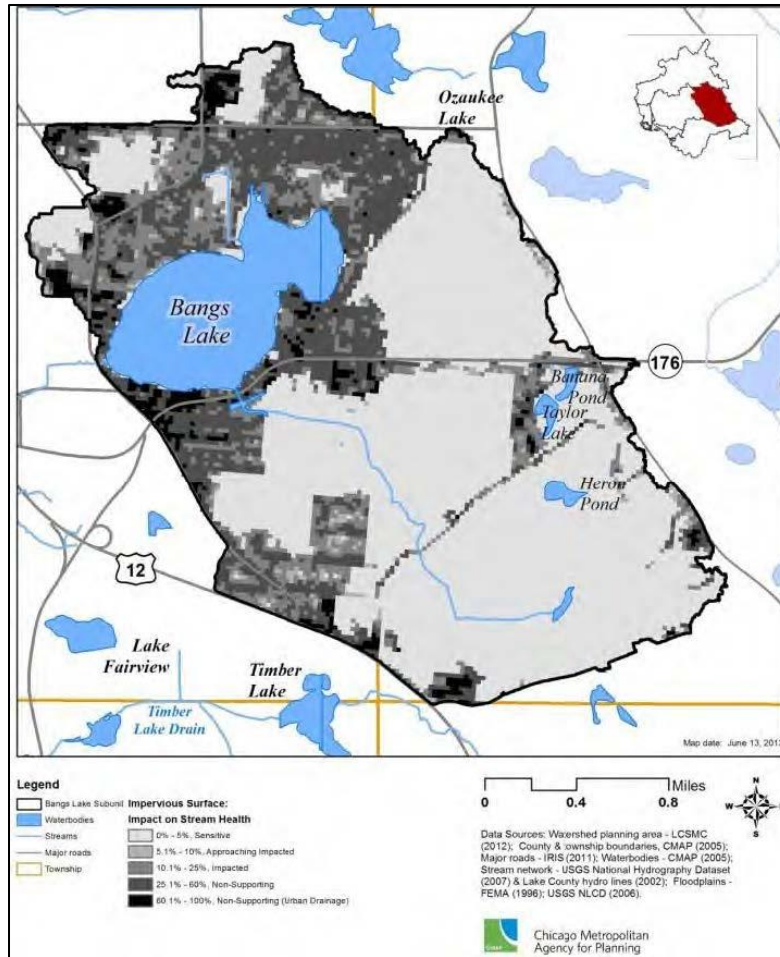 Ozaukee
Lake
Bangs
Lake
176
Banana
Pond
Taylor
Lake
Heron
Pond
12
Lake
Fairview
Timber
Lake
Timber
Lake Drain
Map date: June 13, 2013
Legend
Bangs Lake Subunit
Waterbodies
Streams
Major roads
Township
Impervious Surface:
Impact on Stream Health
0% - 5%, Sensitive
5.1% - 10%, Approaching Impacted
10.1% - 25%, Impacted
25.1% - 60%, Non-Supporting
60.1% - 100%, Non-Supporting (Urban Drainage)
Miles
0 0.4 0.8
N
W E
S
Data Sources: Watershed planning area - LCSMC
(2012); County & township boundaries, CMAP (2005);
Major roads - IRIS (2011); Waterbodies - CMAP (2005);
Stream network - USGS National Hydrography Dataset
(2007) & Lake County hydro lines (2002); Floodplains -
FEMA (1996); USGS NLCD (2006).
Chicago Metropolitan
Agency for Planning